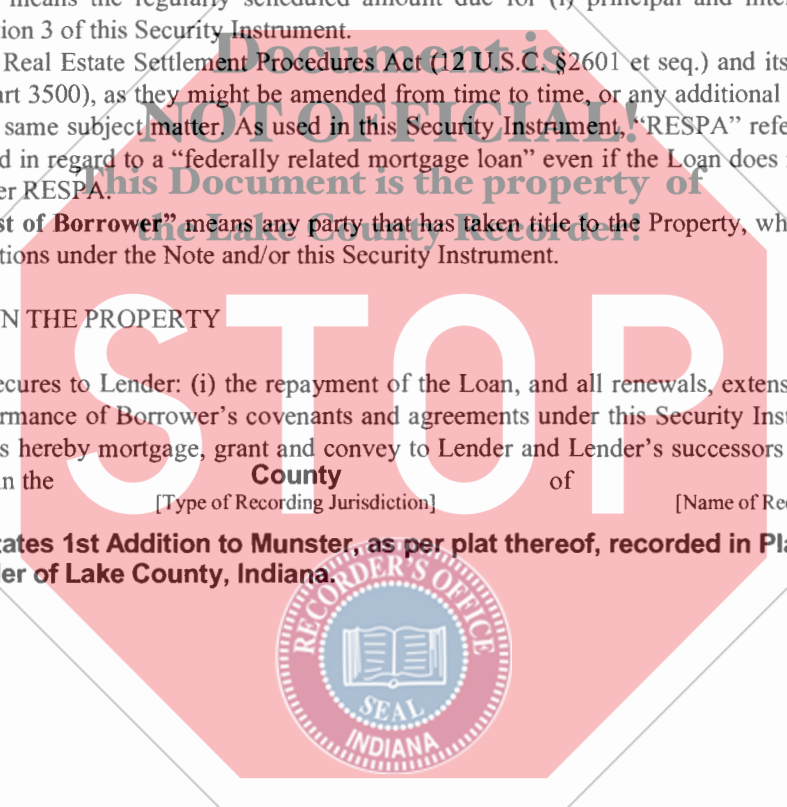 means the regularly scheduled amount due for (i) principal and
tion 3 of this Security Instrument.
Document is
Real Estate Settlement Procedures Act (12 U.S.C. §2601 et seq.) and its
art 3500), as they might be amended from time to time, or any additional
NOT OFFICIAL!
same subject matter. As used in this Security Instrument, “RESPA” refe
d in regard to a “federally related mortgage loan” even if the Loan does
er RESPA.
This Document is the property of
st of Borrower” means any party that has taken title to the Property, wh
the Lake County Recorder!
tions under the Note and/or this Security Instrument.
N THE PROPERTY
STOP
ecures to Lender: (i) the repayment of the Loan, and all renewals, extens
rmance of Borrower’s covenants and agreements under this Security Inst
s hereby mortgage, grant and convey to Lender and Lender’s successors
n the County of
[Type of Recording Jurisdiction] [Name of Re
tates 1st Addition to Munster, as per plat thereof, recorded in Pla
er of Lake County, Indiana.
RECORDER'S OFFICE
SEAL
INDIANA